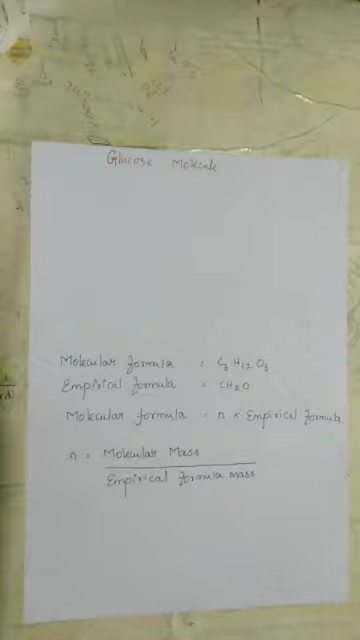 Glucose Molecule
Molecular formula = C6 H12 O6
Empirical formula = CH2O
Molecular formula = n × Empirical Formula
n = Molecular Mass
Empirical formula mass